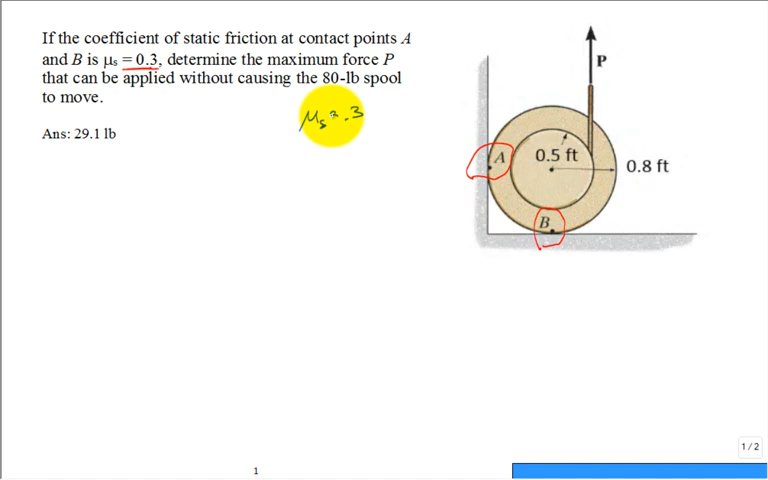 If the coefficient of static friction at contact points A
and B is μs = 0.3, determine the maximum force P
that can be applied without causing the 80-lb spool
to move.
μs = .3
Ans: 29.1 lb
P
A
0.5 ft
0.8 ft
B
1 / 2
1